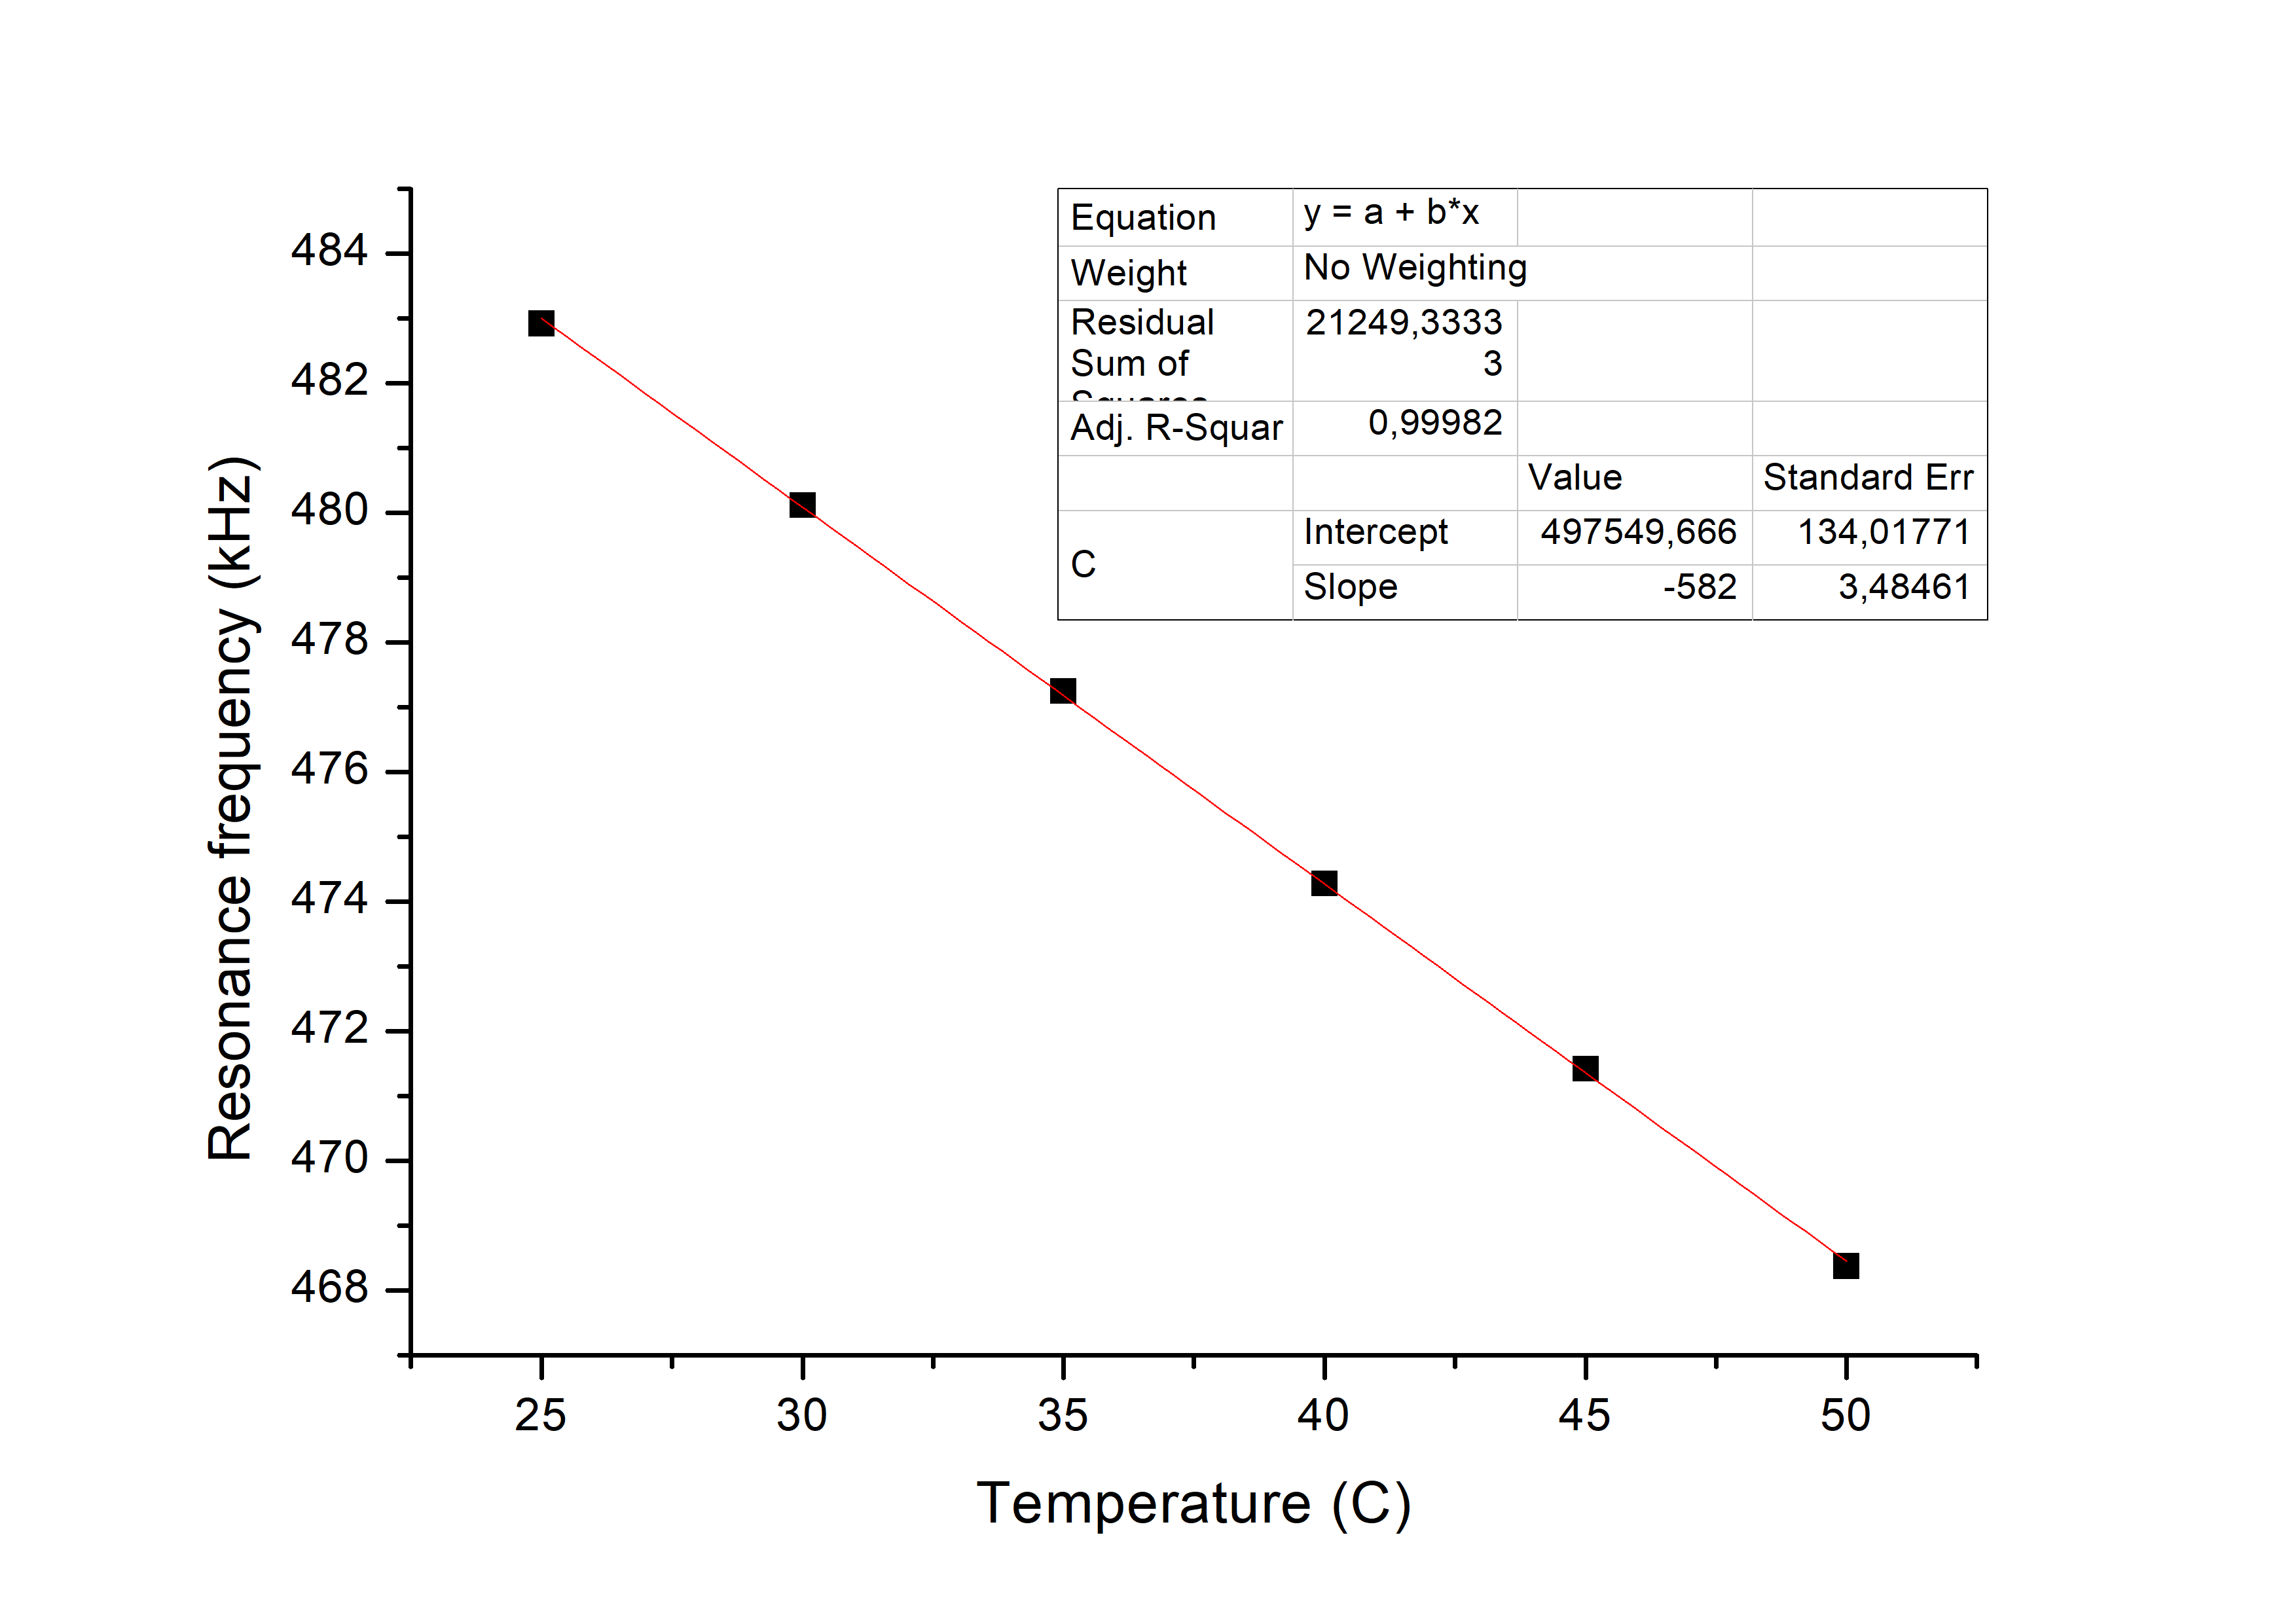 Equation y = a + b*x
Weight No Weighting
Residual 21249,3333
Sum of 3
Adj. R-Squar 0,99982
Value Standard Err
C
Intercept 497549,666 134,01771
Slope -582 3,48461
484
482
480
478
476
474
472
470
468
Resonance frequency (kHz)
25 30 35 40 45 50
Temperature (C)